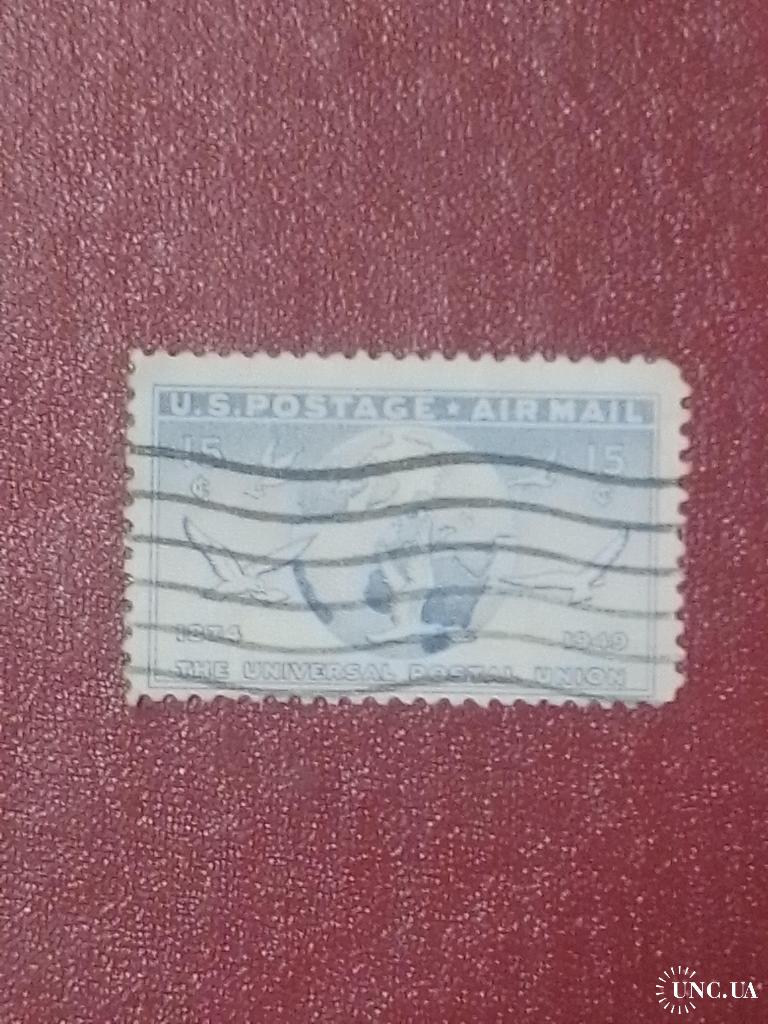 U.S. POSTAGE ★ AIR MAIL
15 15
¢ ¢
1874 1949
THE UNIVERSAL POSTAL UNION
UNC.UA